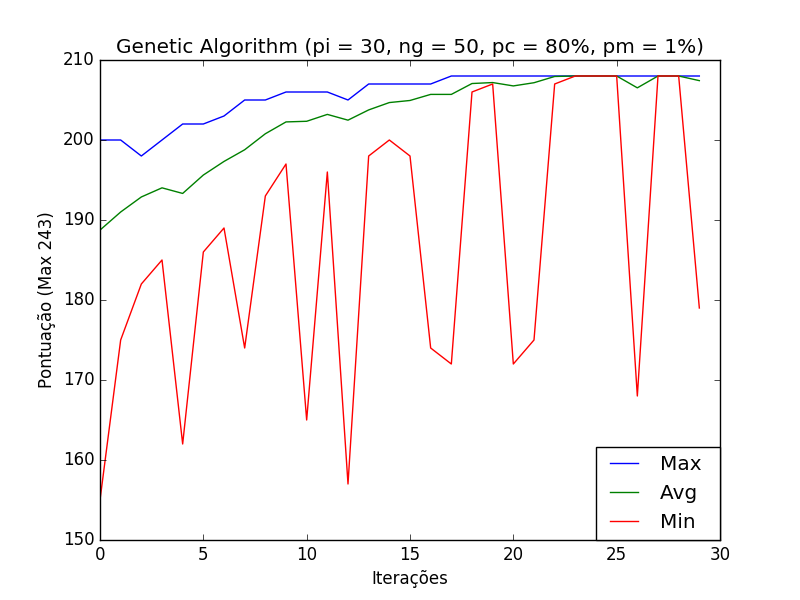 Genetic Algorithm (pi = 30, ng = 50, pc = 80%, pm = 1%)
210
200
190
180
170
160
150
Pontuação (Max 243)
0 5 10 15 20 25 30
Iterações
Max
Avg
Min